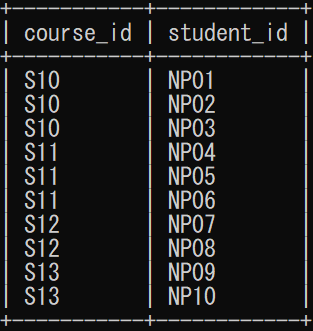 +-----------+------------+
| course_id | student_id |
+-----------+------------+
| S10       | NP01       |
| S10       | NP02       |
| S10       | NP03       |
| S11       | NP04       |
| S11       | NP05       |
| S11       | NP06       |
| S12       | NP07       |
| S12       | NP08       |
| S13       | NP09       |
| S13       | NP10       |
+-----------+------------+